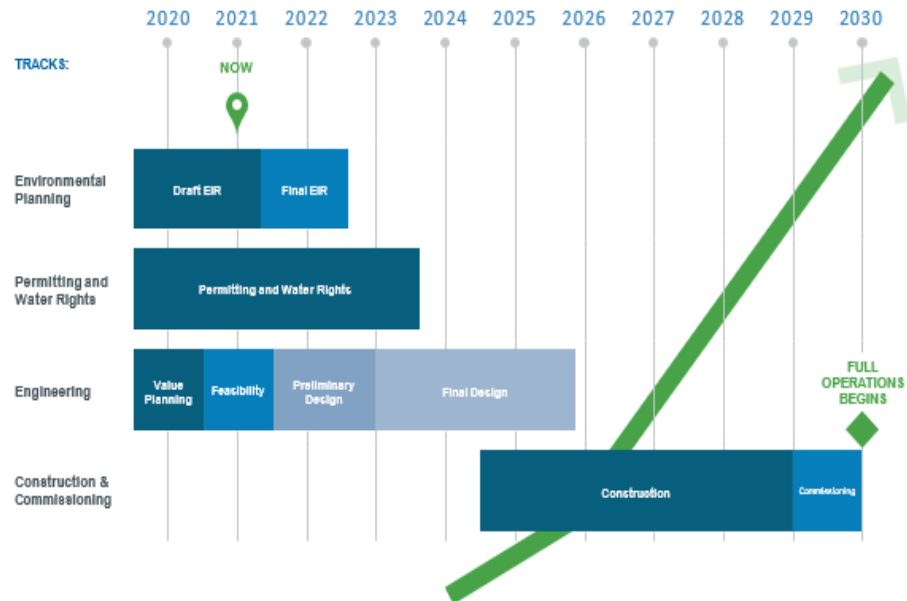 2020 2021 2022 2023 2024 2025 2026 2027 2028 2029 2030
TRACKS:
NOW
Environmental
Planning
Draft EIR
Final EIR
Permitting and
Water Rights
Permitting and Water Rights
Engineering
Value
Planning
Feasibility
Preliminary
Design
Final Design
FULL
OPERATIONS
BEGINS
Construction &
Commissioning
Construction
Commissioning